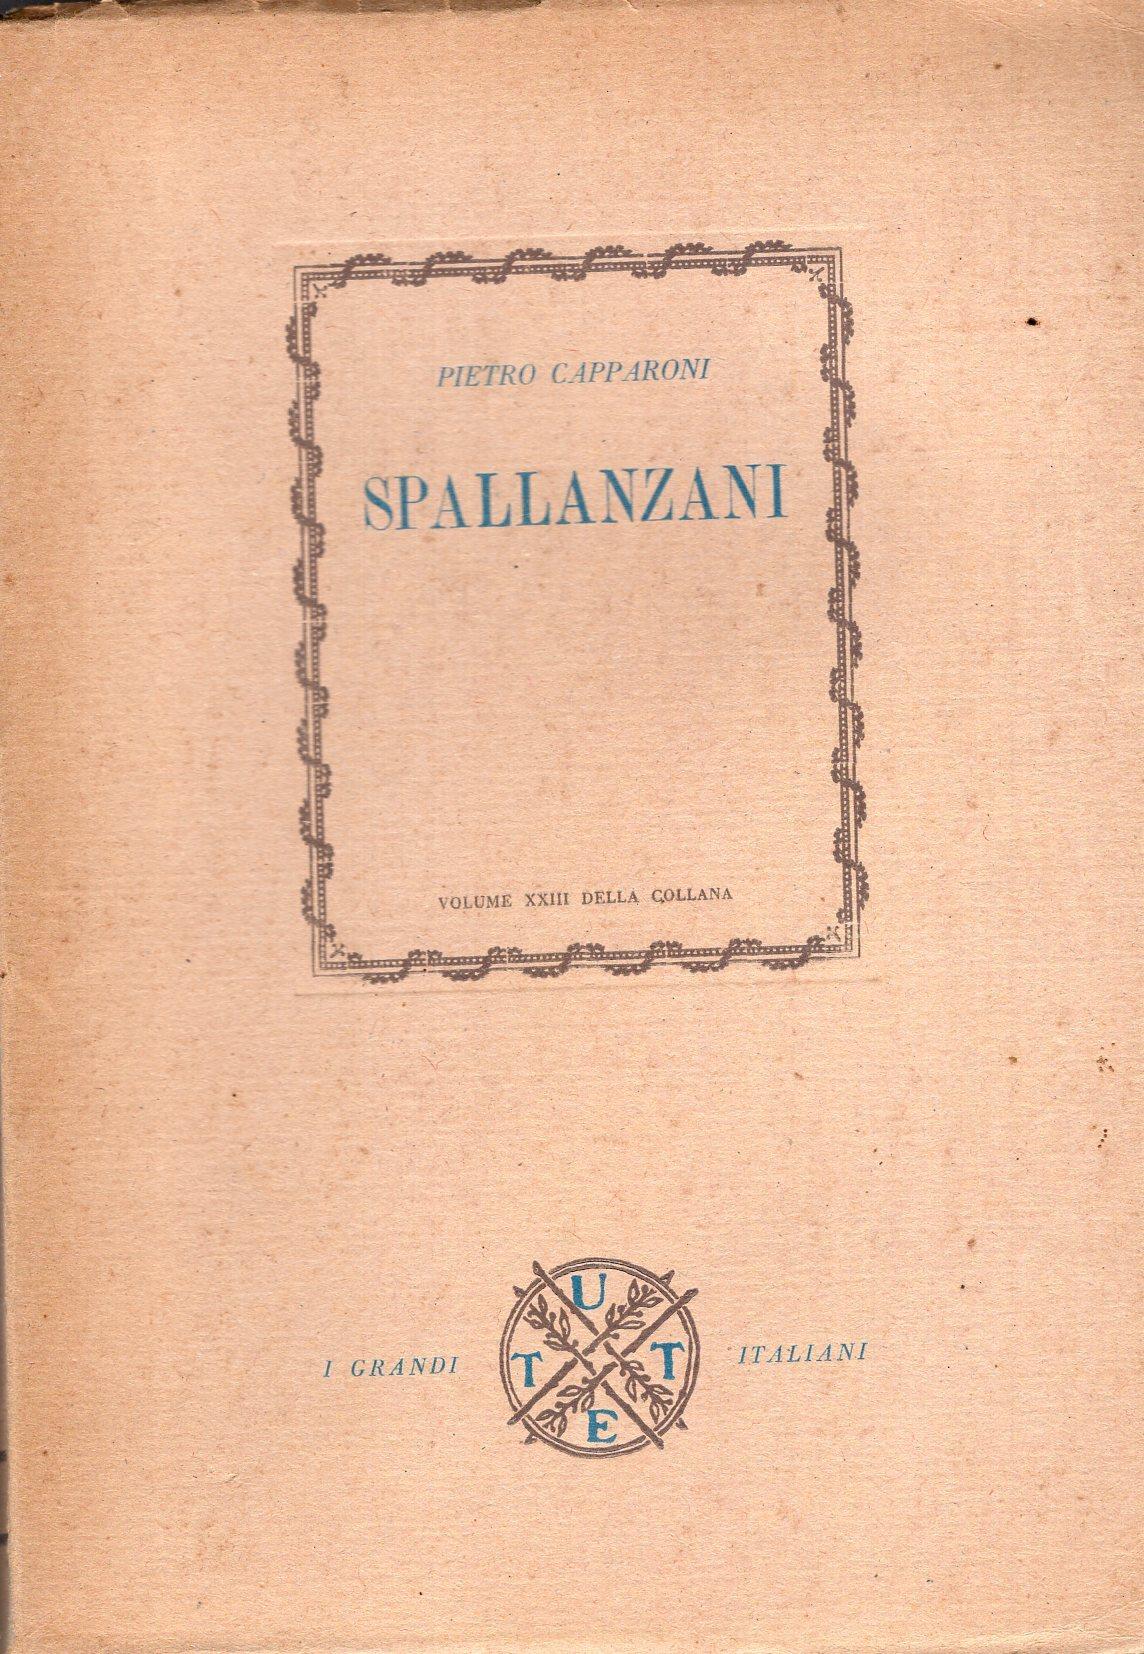 PIETRO CAPPARONI
SPALLANZANI
VOLUME XXIII DELLA COLLANA
I GRANDI ITALIANI
U
T T
E